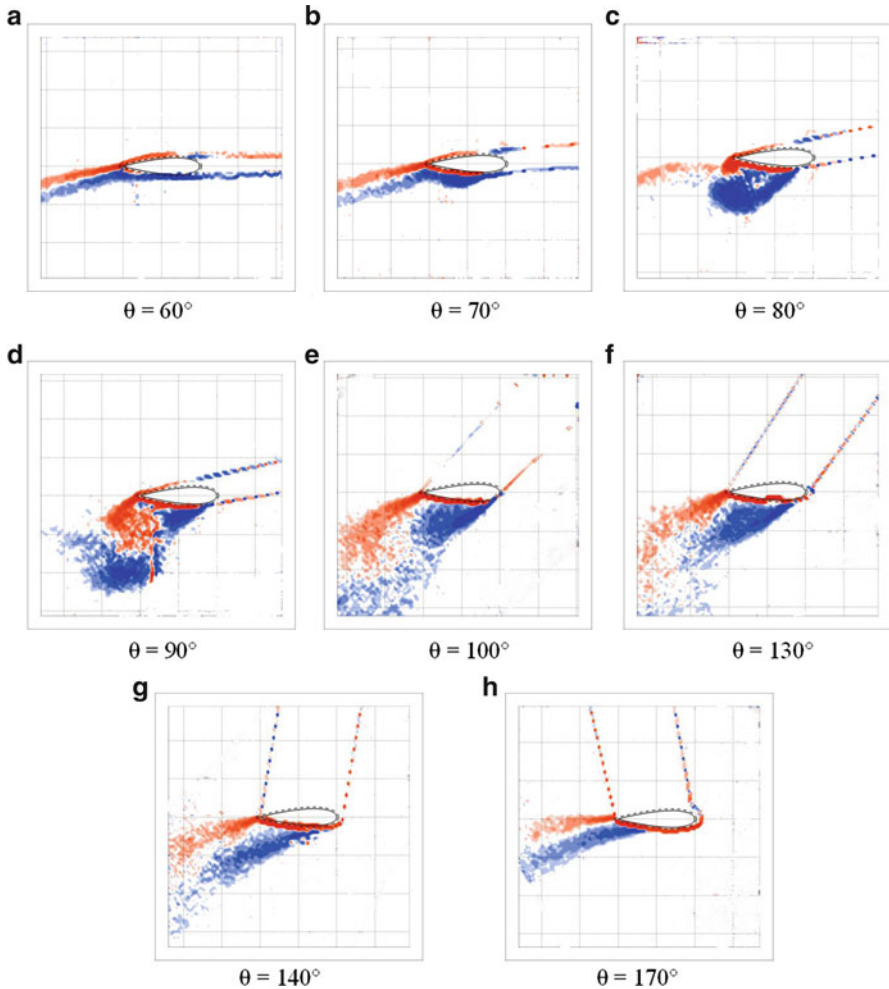 a
b
c
θ = 60°
θ = 70°
θ = 80°
d
e
f
θ = 90°
θ = 100°
θ = 130°
g
h
θ = 140°
θ = 170°